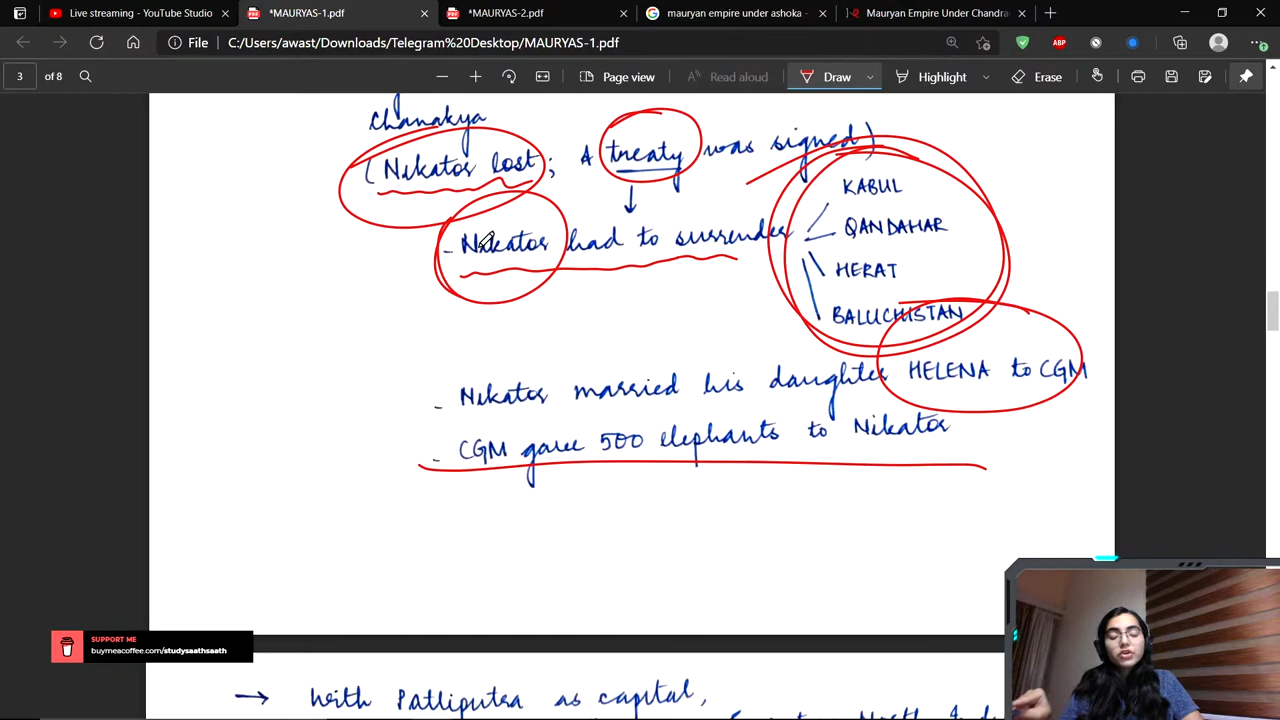 Live streaming - YouTube Studio
*MAURYAS-1.pdf
*MAURYAS-2.pdf
mauryan empire under ashoka -
Mauryan Empire Under Chandra
File
C:/Users/awast/Downloads/Telegram%20Desktop/MAURYAS-1.pdf
3 of 8
Page view
Read aloud
Draw
Highlight
Erase
Chanakya
(Nikator lost; A treaty was signed)
- Nikator had to surrender
KABUL
QANDAHAR
HERAT
BALUCHISTAN
- Nikator married his daughter HELENA to CGM
- CGM gave 500 elephants to Nikator
SUPPORT ME
buymeacoffee.com/studysaathsaath
→ With Patliputra as capital,